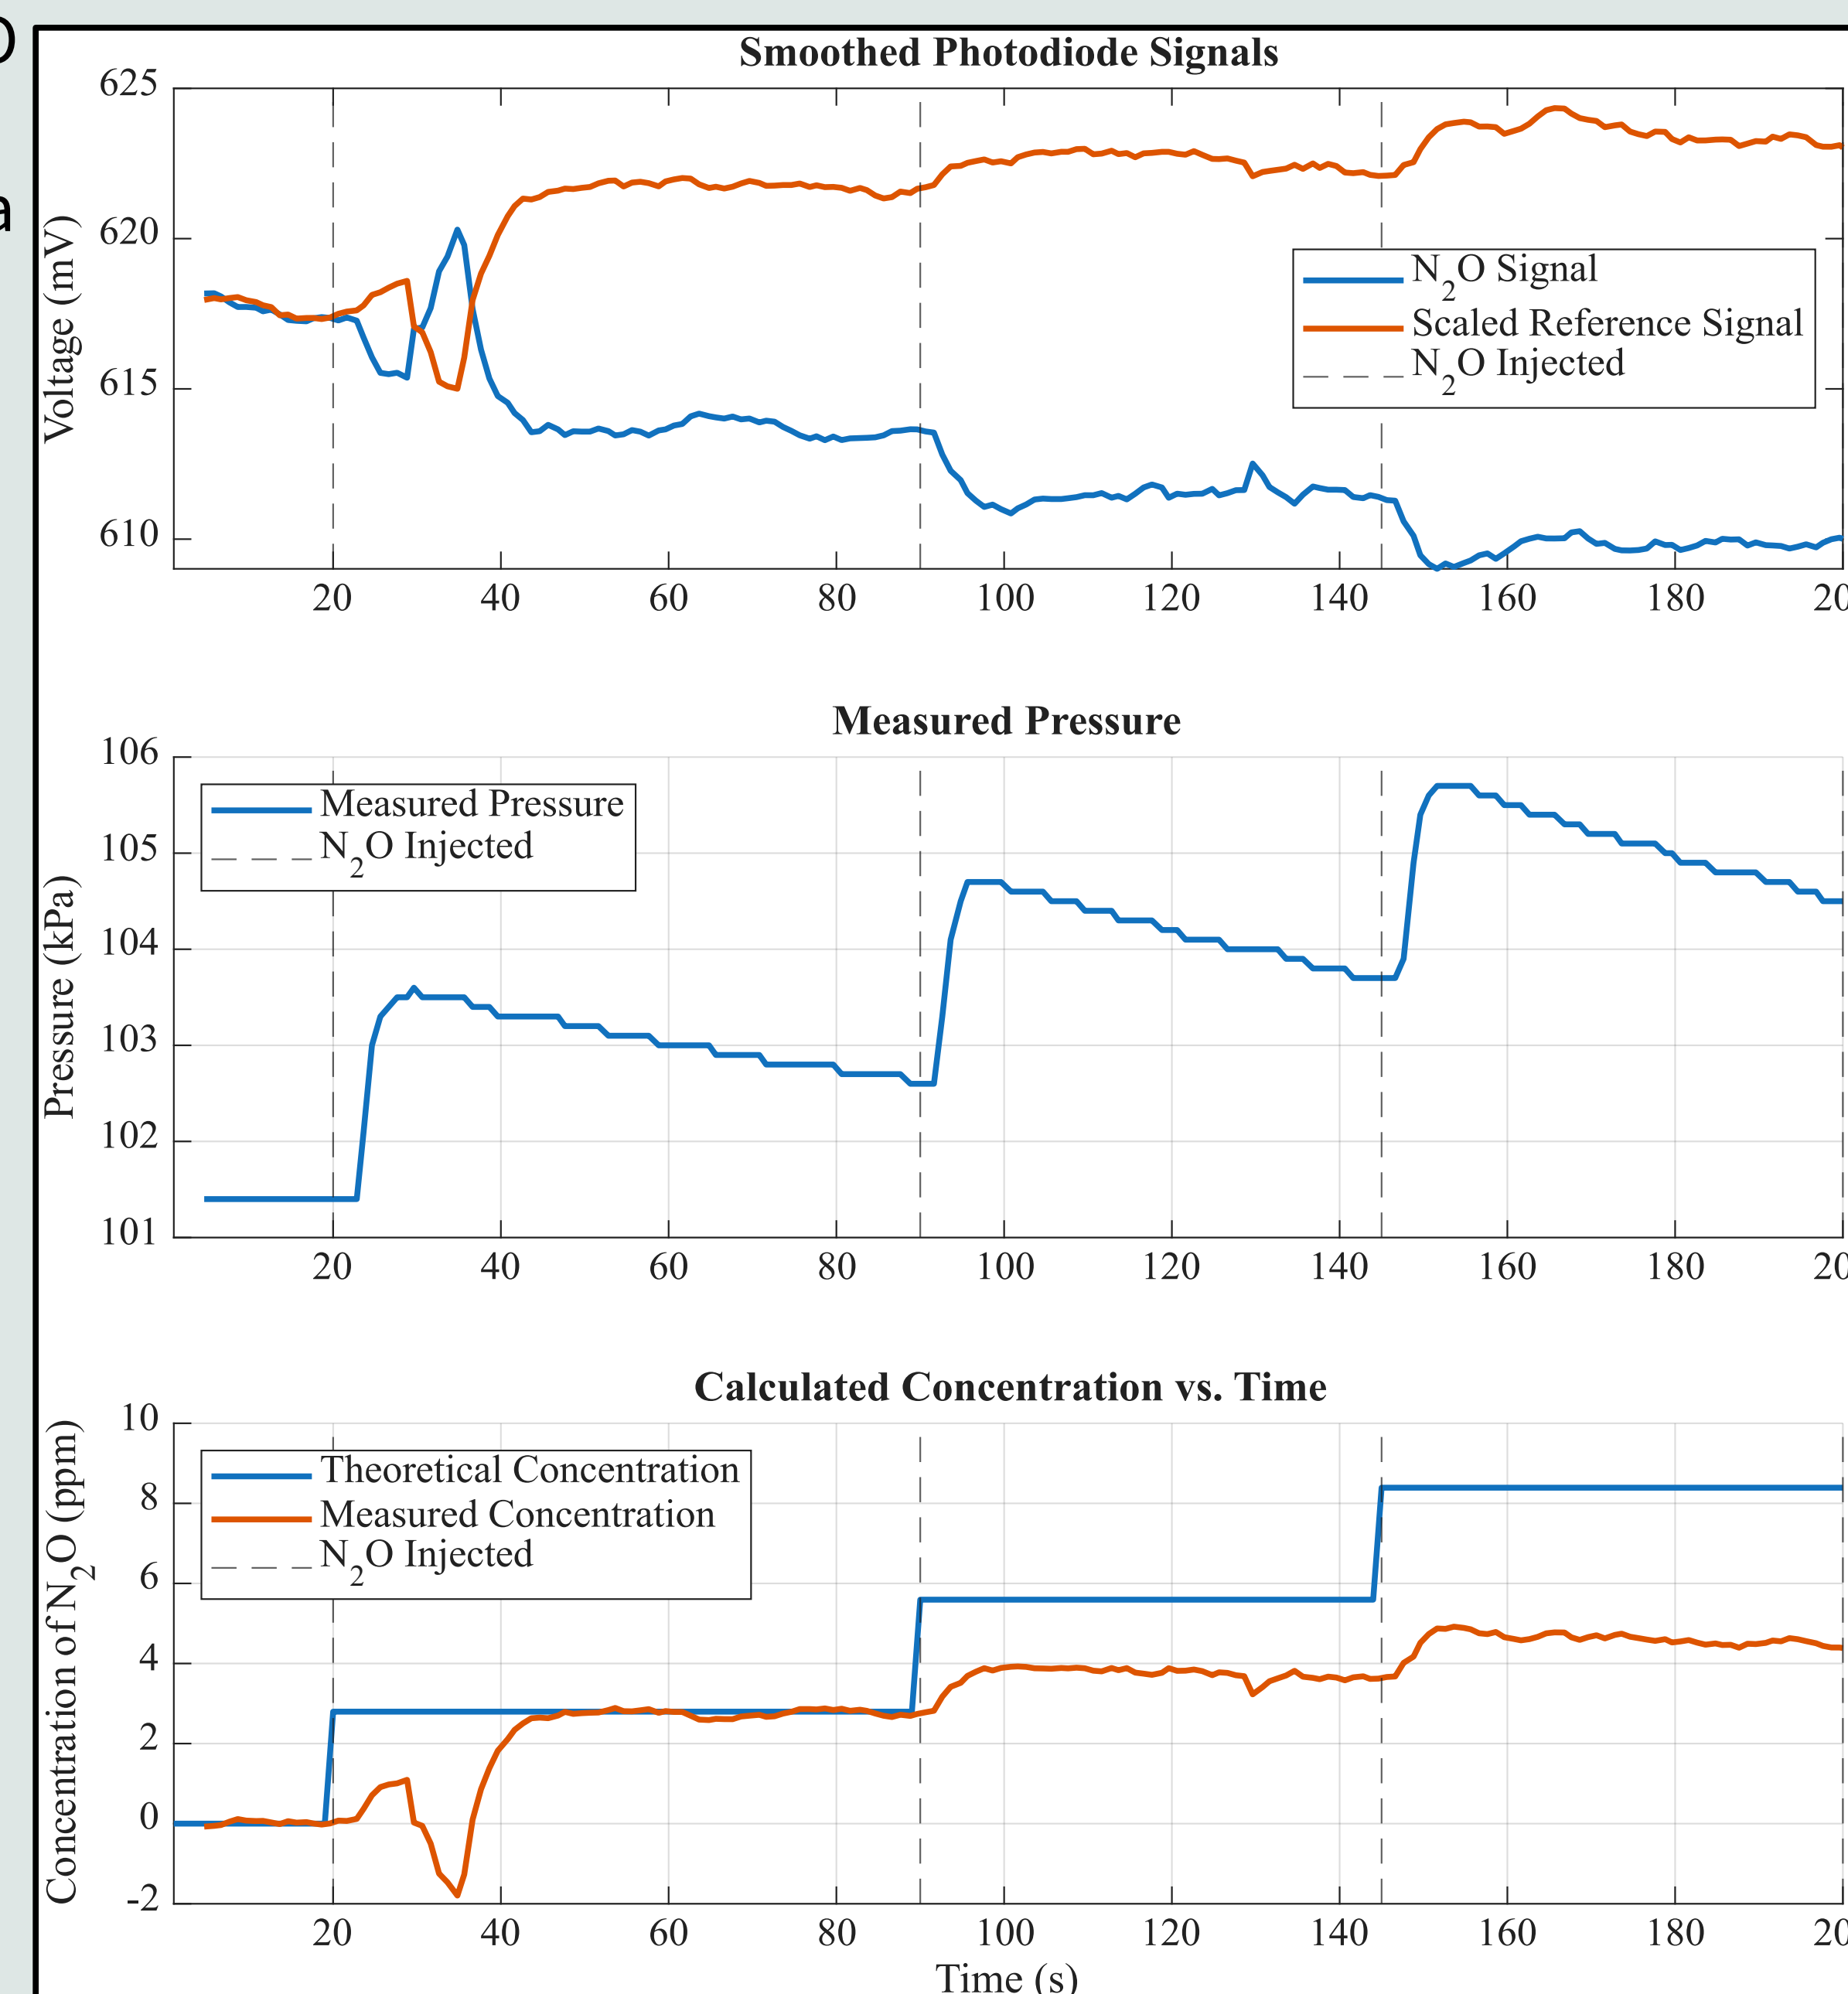 Smoothed Photodiode Signals
Voltage (mV)
625
620
615
610
N2O Signal
Scaled Reference Signal
N2O Injected
20 40 60 80 100 120 140 160 180 20
Measured Pressure
Pressure (kPa)
106
105
104
103
102
101
Measured Pressure
N2O Injected
20 40 60 80 100 120 140 160 180 20
Calculated Concentration vs. Time
Concentration of N2O (ppm)
10
8
6
4
2
0
-2
Theoretical Concentration
Measured Concentration
N2O Injected
20 40 60 80 100 120 140 160 180 20
Time (s)